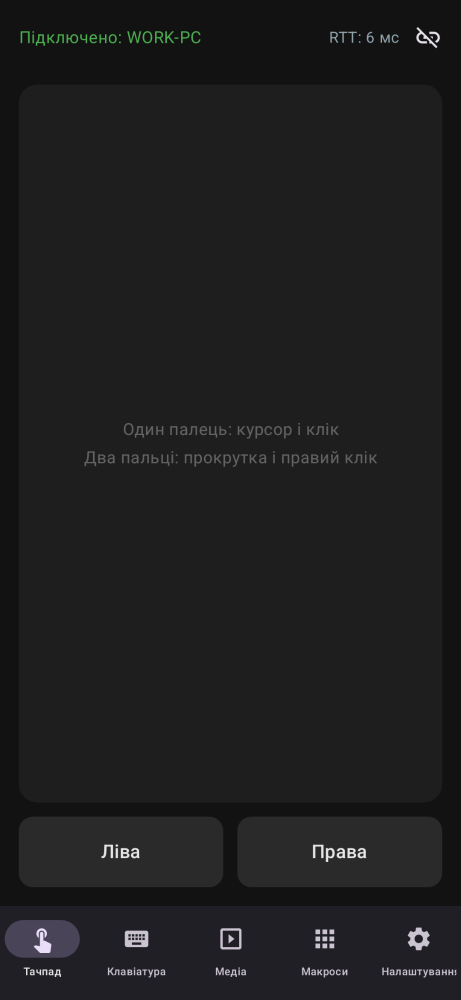 Підключено: WORK-PC RTT: 6 мс
Один палець: курсор і клік
Два пальці: прокрутка і правий клік
Ліва Права
Тачпад Клавіатура Медіа Макроси Налаштуванн